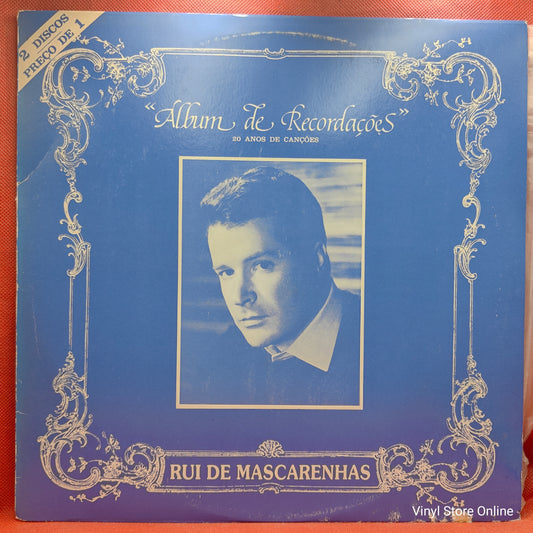 2 DISCOS
PREÇO DE 1
“Album de Recordações”
20 ANOS DE CANÇÕES
RUI DE MASCARENHAS
Vinyl Store Online